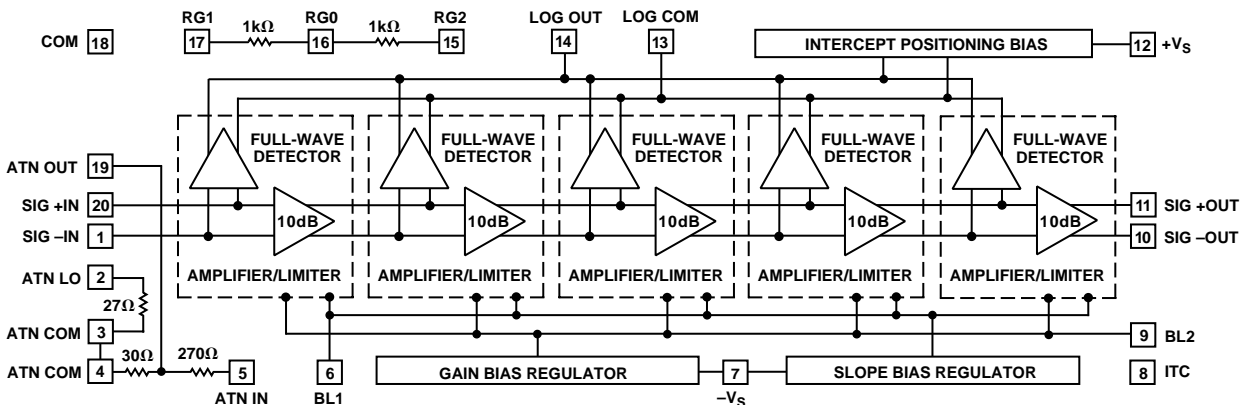 COM 18
RG1 RG0 RG2
1kΩ 1kΩ
17 16 15
LOG OUT LOG COM
14 13
INTERCEPT POSITIONING BIAS
12 +VS
FULL-WAVE DETECTOR
FULL-WAVE DETECTOR
FULL-WAVE DETECTOR
FULL-WAVE DETECTOR
FULL-WAVE DETECTOR
ATN OUT 19
SIG +IN 20
SIG –IN 1
10dB 10dB 10dB 10dB 10dB
11 SIG +OUT
10 SIG –OUT
AMPLIFIER/LIMITER AMPLIFIER/LIMITER AMPLIFIER/LIMITER AMPLIFIER/LIMITER AMPLIFIER/LIMITER
ATN LO 2
27Ω
ATN COM 3
9 BL2
ATN COM 4
30Ω 270Ω
5
ATN IN
6
BL1
GAIN BIAS REGULATOR
7
–VS
SLOPE BIAS REGULATOR
8 ITC